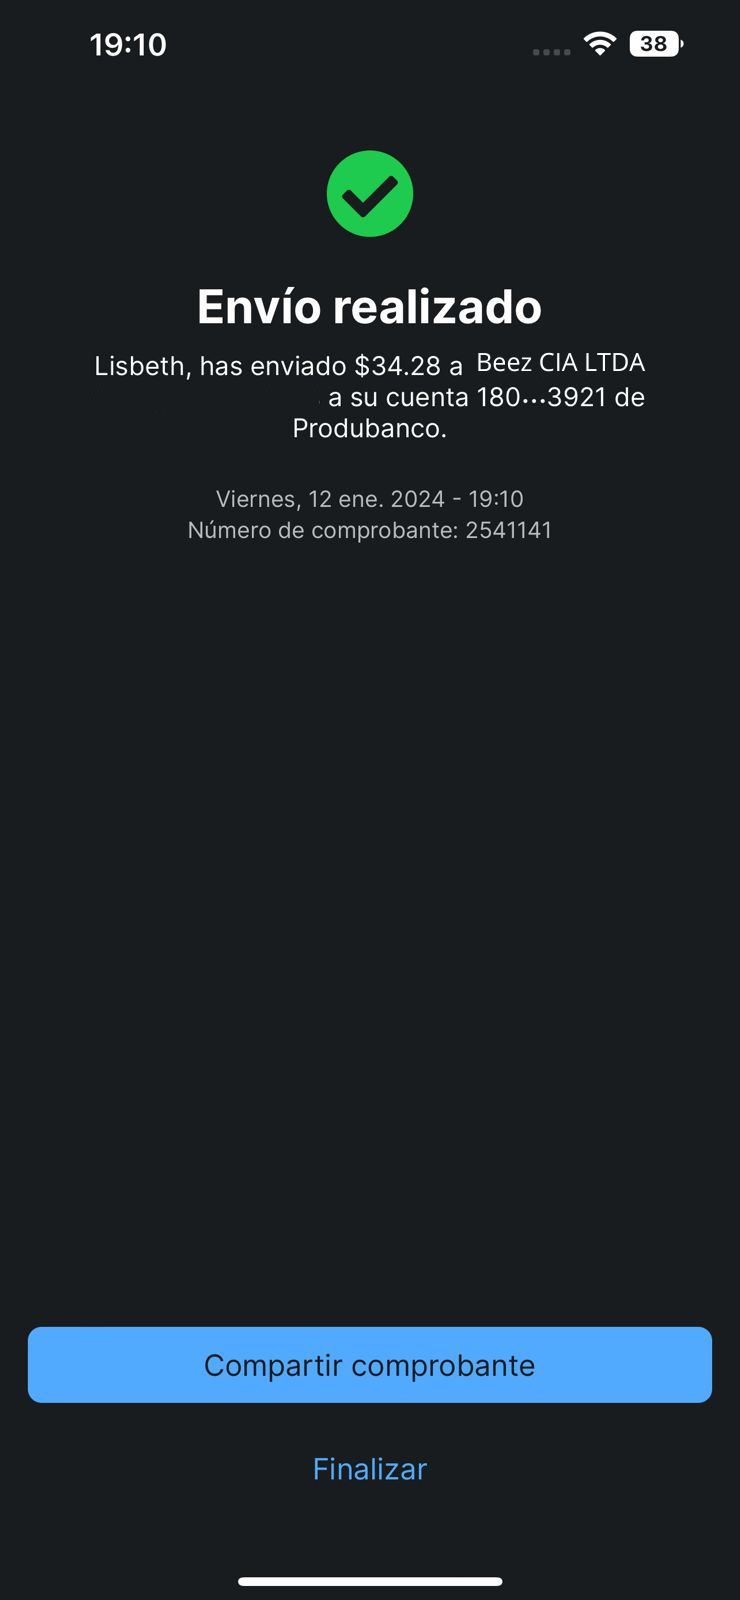 19:10
38
Envío realizado
Lisbeth, has enviado $34.28 a Beez CIA LTDA
a su cuenta 180•••3921 de
Produbanco.
Viernes, 12 ene. 2024 - 19:10
Número de comprobante: 2541141
Compartir comprobante
Finalizar